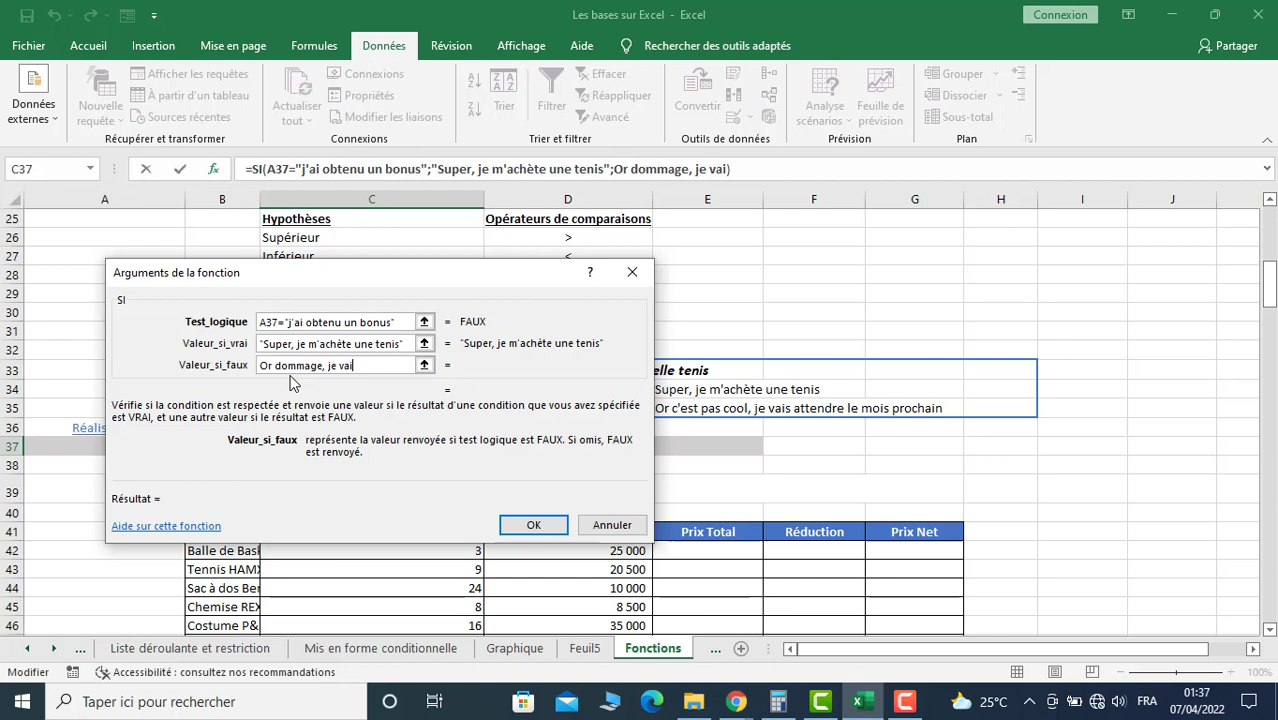 Les bases sur Excel - Excel
Connexion
Fichier Accueil Insertion Mise en page Formules Données Révision Affichage Aide Rechercher des outils adaptés Partager
Données externes
Nouvelle requête
Afficher les requêtes
À partir d'un tableau
Sources récentes
Récupérer et transformer
Actualiser tout
Connexions
Propriétés
Modifier les liaisons
Connexions
Trier
Filtrer
Effacer
Réappliquer
Avancé
Trier et filtrer
Convertir
Outils de données
Analyse scénarios
Feuille de prévision
Prévision
Grouper
Dissocier
Sous-total
Plan
C37 fx =SI(A37="j'ai obtenu un bonus";"Super, je m'achète une tenis";Or dommage, je vai)
A B C D E F G H I J
25 Hypothèses Opérateurs de comparaisons
26 Supérieur >
27 Inférieur <
28
29
30
31
32
33 elle tenis
34 Super, je m'achète une tenis
35 Or c'est pas cool, je vais attendre le mois prochain
36 Réalis
37
38
39
40
41 Prix Total Réduction Prix Net
42 Balle de Bas 3 25 000
43 Tennis HAMX 9 20 500
44 Sac à dos Ber 24 10 000
45 Chemise REX 8 8 500
46 Costume P& 16 35 000
Arguments de la fonction ?
SI
Test_logique A37="j'ai obtenu un bonus" = FAUX
Valeur_si_vrai "Super, je m'achète une tenis" = "Super, je m'achète une tenis"
Valeur_si_faux Or dommage, je vai =
=
Vérifie si la condition est respectée et renvoie une valeur si le résultat d'une condition que vous avez spécifiée
est VRAI, et une autre valeur si le résultat est FAUX.
Valeur_si_faux représente la valeur renvoyée si test logique est FAUX. Si omis, FAUX
est renvoyé.
Résultat =
Aide sur cette fonction
OK Annuler
... Liste déroulante et restriction Mis en forme conditionnelle Graphique Feuil5 Fonctions ...
Modifier Accessibilité : consultez nos recommandations 100%
Taper ici pour rechercher
25°C FRA 01:37
07/04/2022